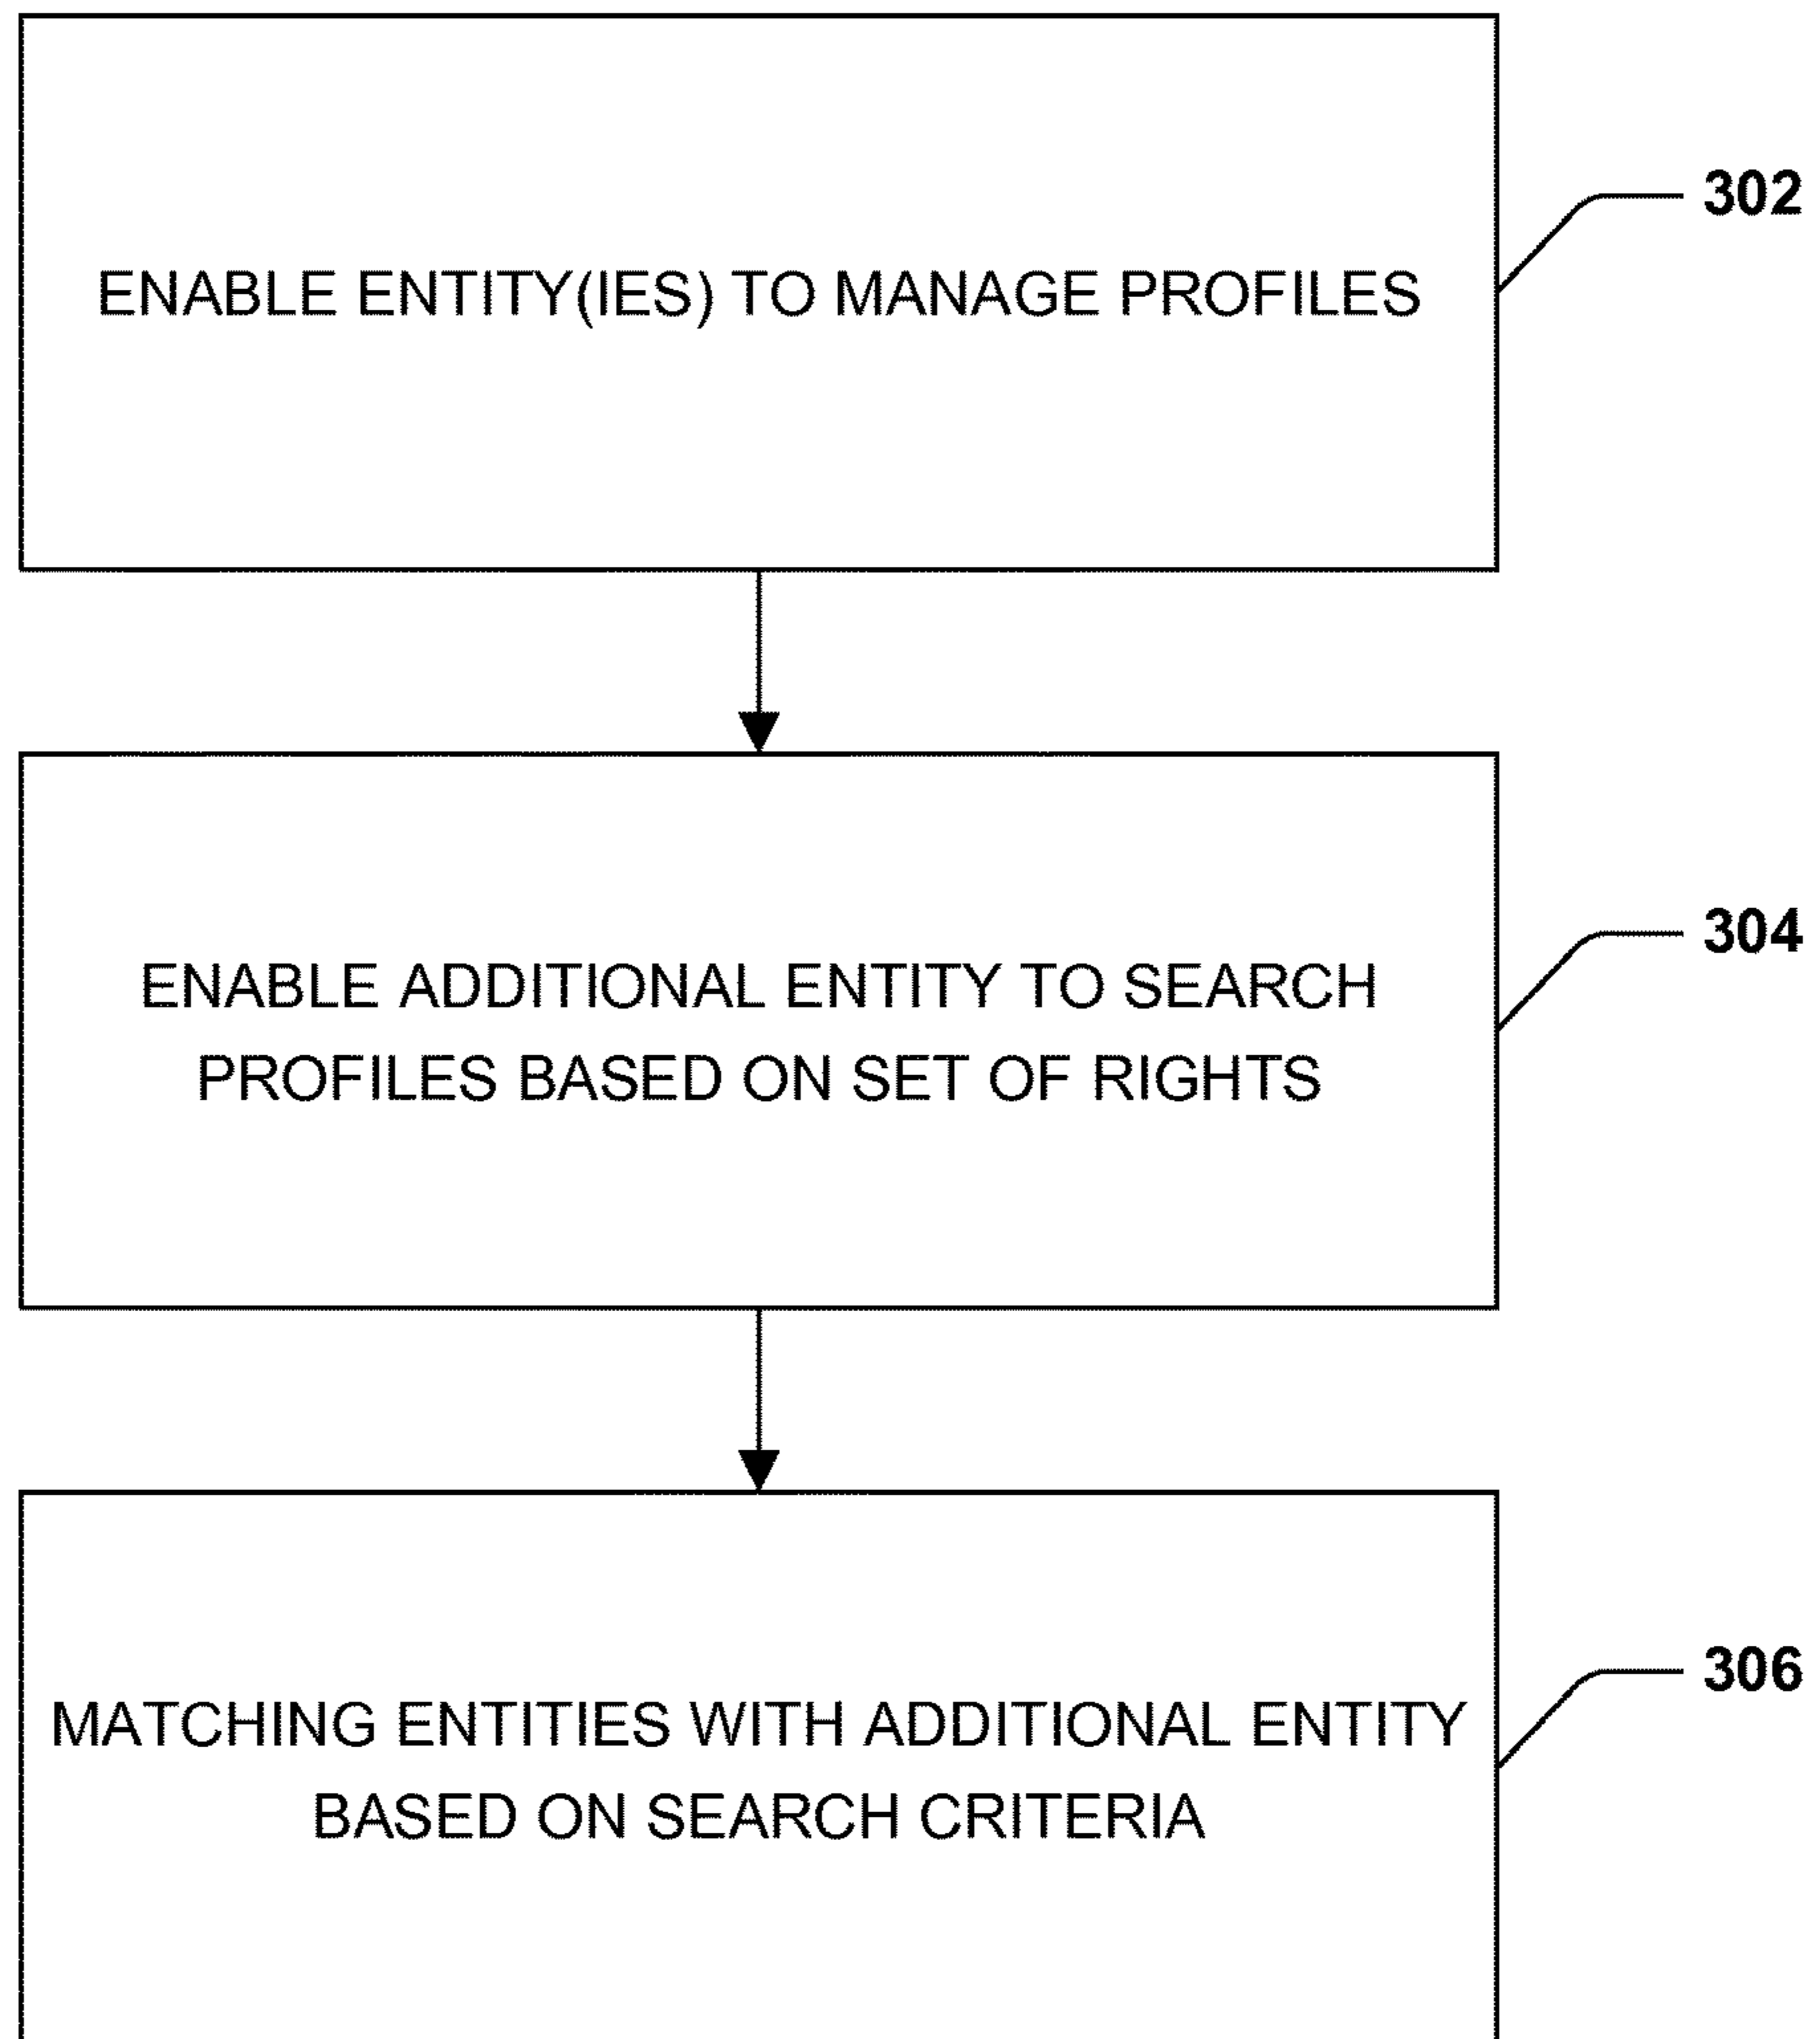 302
ENABLE ENTITY(IES) TO MANAGE PROFILES
304
ENABLE ADDITIONAL ENTITY TO SEARCH
PROFILES BASED ON SET OF RIGHTS
306
MATCHING ENTITIES WITH ADDITIONAL ENTITY
BASED ON SEARCH CRITERIA